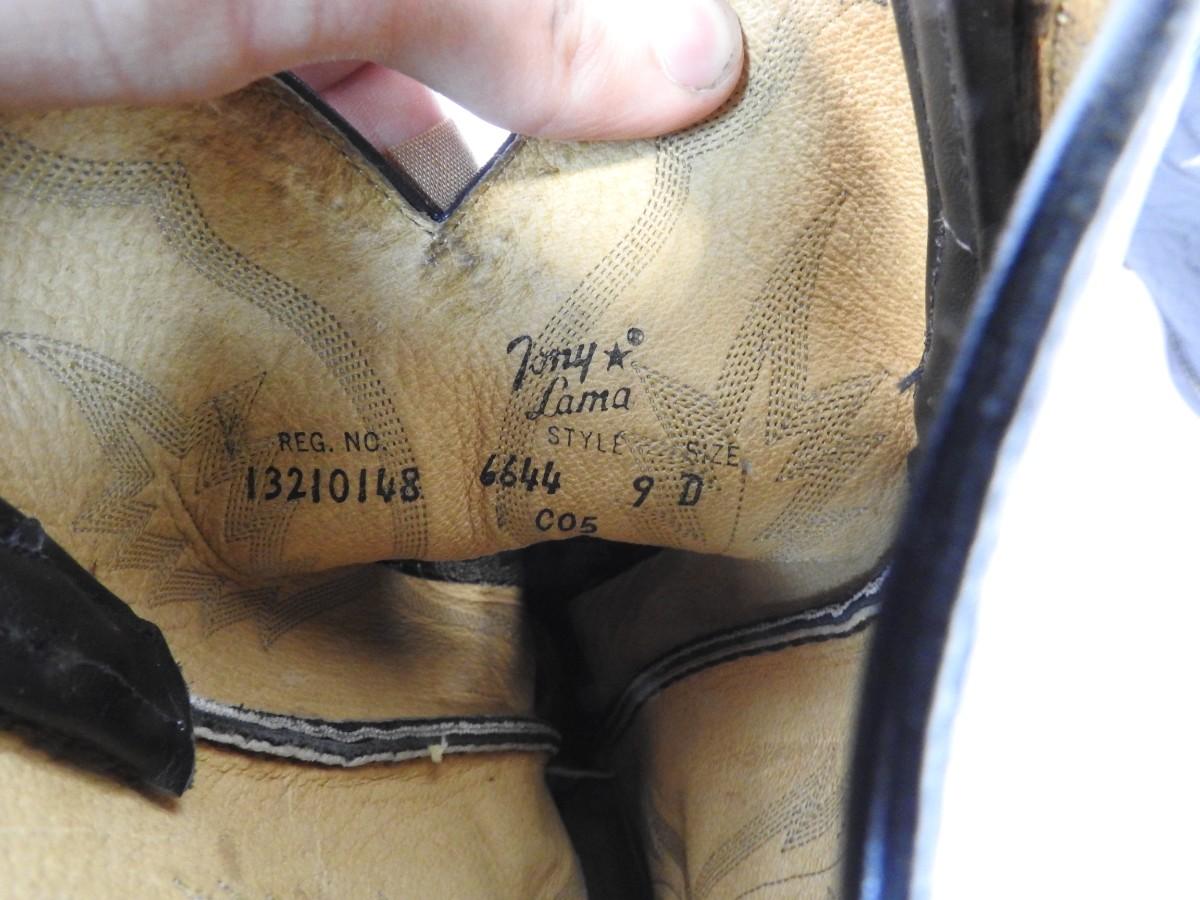 Tony ★®
Lama
REG. NO. STYLE SIZE
13210148 6644 9 D
C05